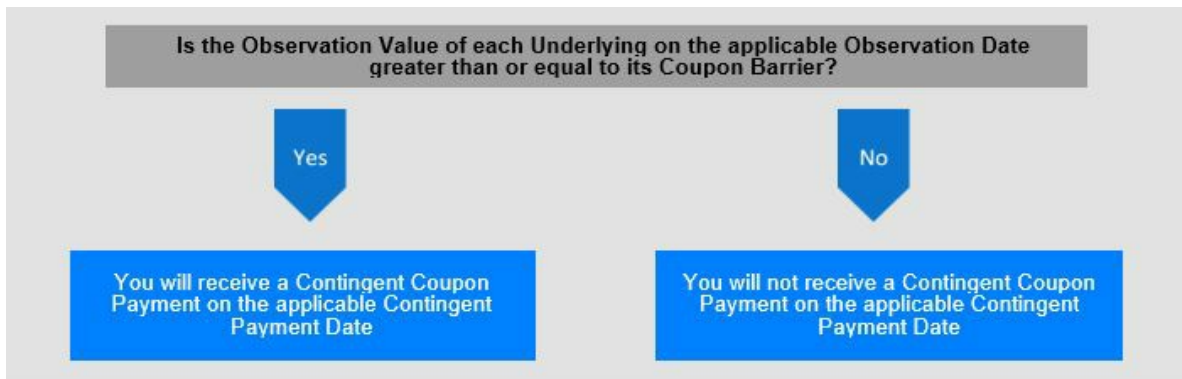 Is the Observation Value of each Underlying on the applicable Observation Date
greater than or equal to its Coupon Barrier?
Yes
No
You will receive a Contingent Coupon
Payment on the applicable Contingent
Payment Date
You will not receive a Contingent Coupon
Payment on the applicable Contingent
Payment Date